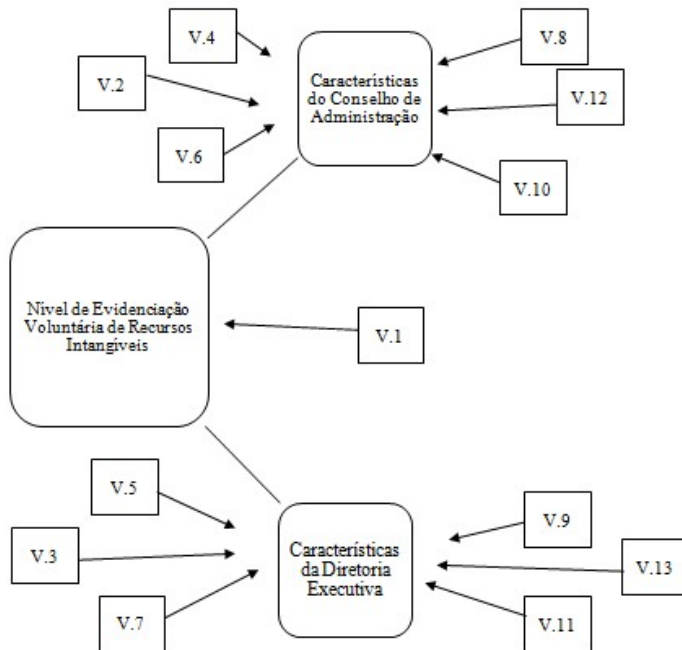 V.4
V.8
V.2
Características
do Conselho de
Administração
V.12
V.6
V.10
Nível de Evidenciação
Voluntária de Recursos
Intangíveis
V.1
V.5
V.9
V.3
Características
da Diretoria
Executiva
V.13
V.7
V.11